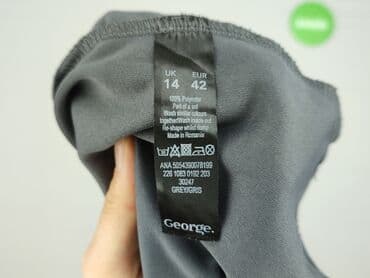 UK EUR
14 42
100% Polyester
Part of a set
Wash similar colours
together/Wash inside out
Re-shape whilst damp
Made in Romania
ANA 5054390078199
226 1083 0192 203
30247
GREY/GRIS
George.